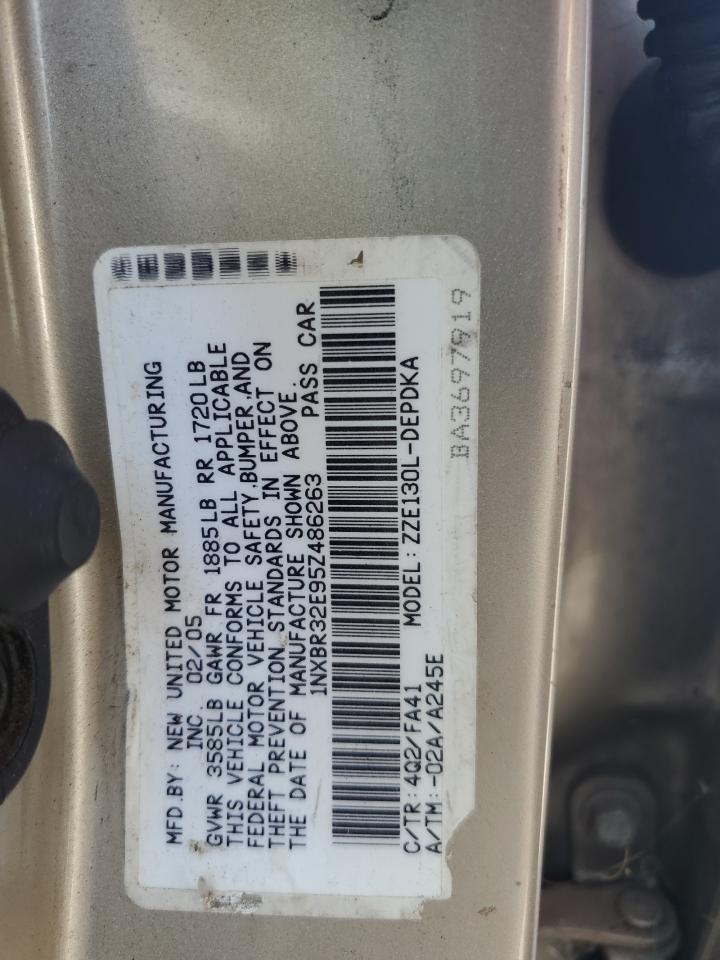 MFD.BY: NEW UNITED MOTOR MANUFACTURING
INC. 02/05
GVWR 3585LB GAWR FR 1885LB RR 1720LB
THIS VEHICLE CONFORMS TO ALL APPLICABLE
FEDERAL MOTOR VEHICLE SAFETY,BUMPER,AND
THEFT PREVENTION STANDARDS IN EFFECT ON
THE DATE OF MANUFACTURE SHOWN ABOVE.
1NXBR32E95Z486263 PASS CAR
C/TR: 4Q2/FA41 MODEL: ZZE130L-DEPDKA
A/TM:-02A/A245E
BA3697919